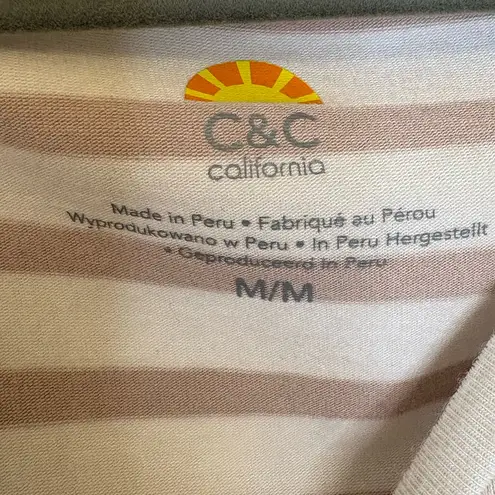 C&C
california
Made in Peru • Fabriqué au Pérou
Wyprodukowano w Peru • In Peru Hergestellt
• Geproduceerd in Peru
M/M